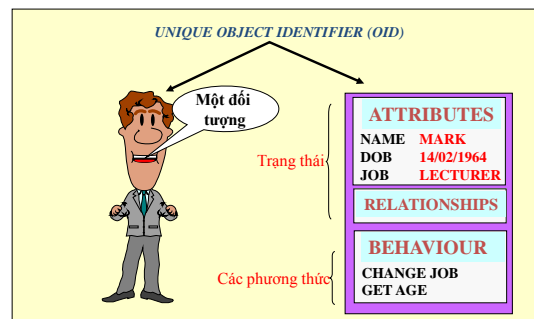 UNIQUE OBJECT IDENTIFIER (OID)
Một đối
tượng
Trạng thái
ATTRIBUTES
NAME MARK
DOB 14/02/1964
JOB LECTURER
RELATIONSHIPS
Các phương thức
BEHAVIOUR
CHANGE JOB
GET AGE